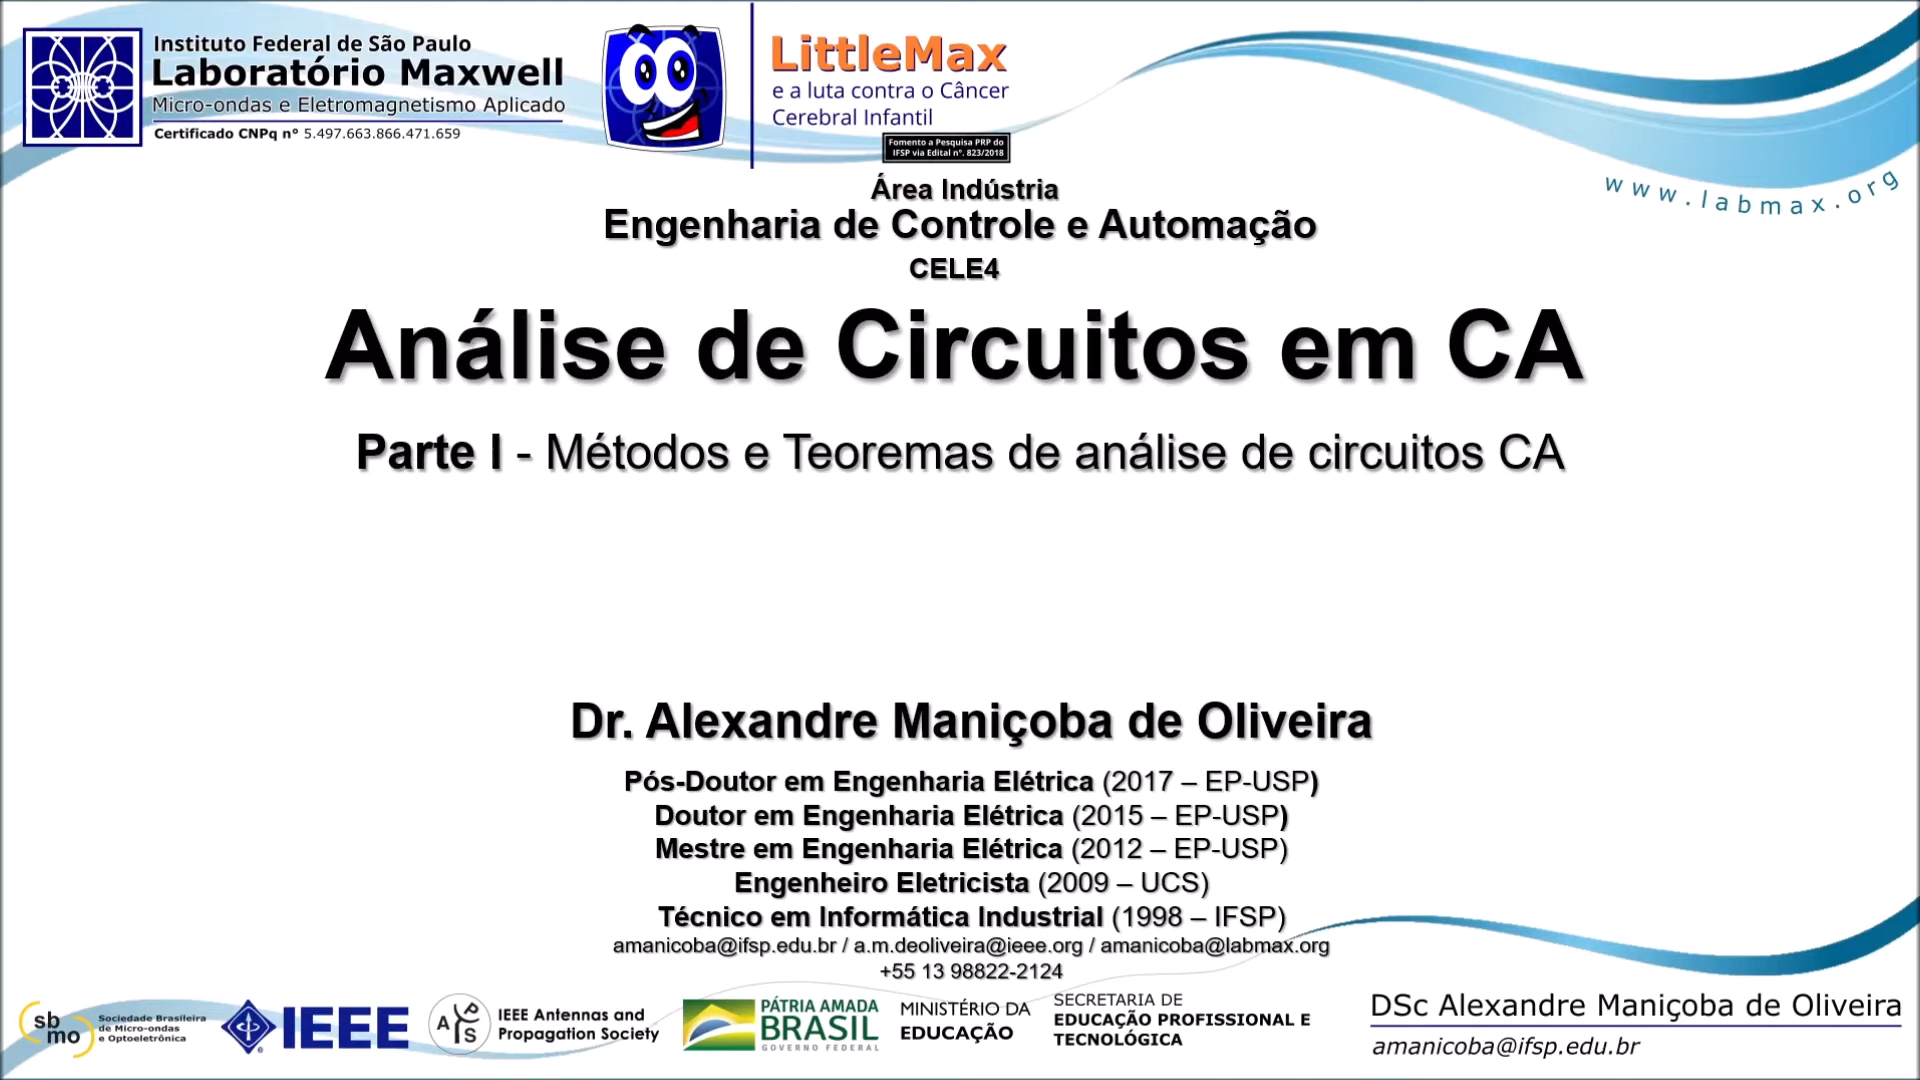 Instituto Federal de São Paulo
Laboratório Maxwell
Micro-ondas e Eletromagnetismo Aplicado
Certificado CNPq nº 5.497.663.866.471.659
LittleMax
e a luta contra o Câncer
Cerebral Infantil
Fomento a Pesquisa PRP do
IFSP via Edital nº. 823/2018
www.labmax.org
Área Indústria
Engenharia de Controle e Automação
CELE4
Análise de Circuitos em CA
Parte I - Métodos e Teoremas de análise de circuitos CA
Dr. Alexandre Maniçoba de Oliveira
Pós-Doutor em Engenharia Elétrica (2017 – EP-USP)
Doutor em Engenharia Elétrica (2015 – EP-USP)
Mestre em Engenharia Elétrica (2012 – EP-USP)
Engenheiro Eletricista (2009 – UCS)
Técnico em Informática Industrial (1998 – IFSP)
amanicoba@ifsp.edu.br / a.m.deoliveira@ieee.org / amanicoba@labmax.org
+55 13 98822-2124
sb
mo
Sociedade Brasileira
de Micro-ondas
e Optoeletrônica
IEEE
APS
IEEE Antennas and
Propagation Society
PÁTRIA AMADA
BRASIL
GOVERNO FEDERAL
MINISTÉRIO DA
EDUCAÇÃO
SECRETARIA DE
EDUCAÇÃO PROFISSIONAL E
TECNOLÓGICA
DSc Alexandre Maniçoba de Oliveira
amanicoba@ifsp.edu.br